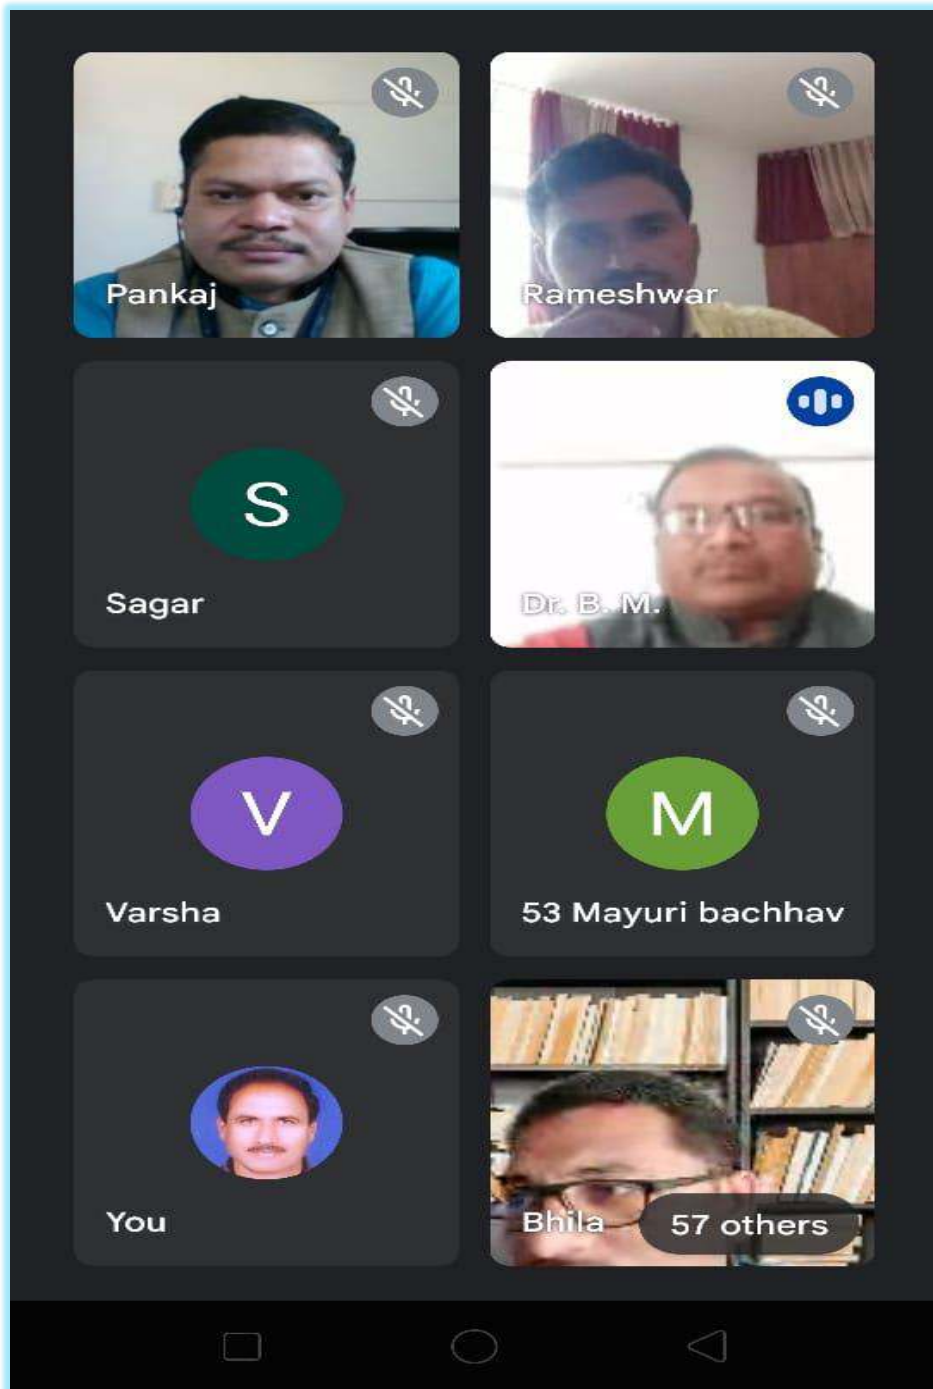 Pankaj
Rameshwar
S
Sagar
Dr. B. M.
V
Varsha
M
53 Mayuri bachhav
You
Bhila
57 others